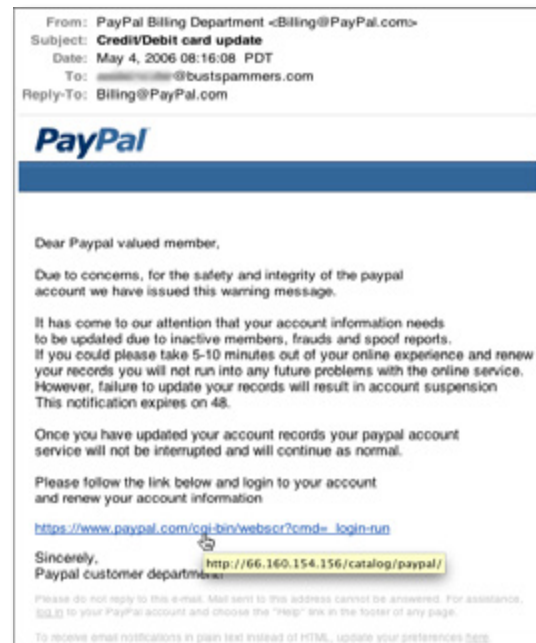 From: PayPal Billing Department <Billing@PayPal.com>
Subject: Credit/Debit card update
Date: May 4, 2006 08:16:08 PDT
To: @bustspammers.com
Reply-To: Billing@PayPal.com
PayPal
Dear Paypal valued member,
Due to concerns, for the safety and integrity of the paypal
account we have issued this warning message.
It has come to our attention that your account information needs
to be updated due to inactive members, frauds and spoof reports.
If you could please take 5-10 minutes out of your online experience and renew
your records you will not run into any future problems with the online service.
However, failure to update your records will result in account suspension
This notification expires on 48.
Once you have updated your account records your paypal account
service will not be interrupted and will continue as normal.
Please follow the link below and login to your account
and renew your account information
https://www.paypal.com/cgi-bin/webscr?cmd=_login-run
Sincerely,
http://66.160.154.156/catalog/paypal/
Paypal customer department!
Please do not reply to this e-mail. Mail sent to this address cannot be answered. For assistance,
log in to your PayPal account and choose the "Help" link in the footer of any page.
To receive email notifications in plain text instead of HTML, update your preferences here.